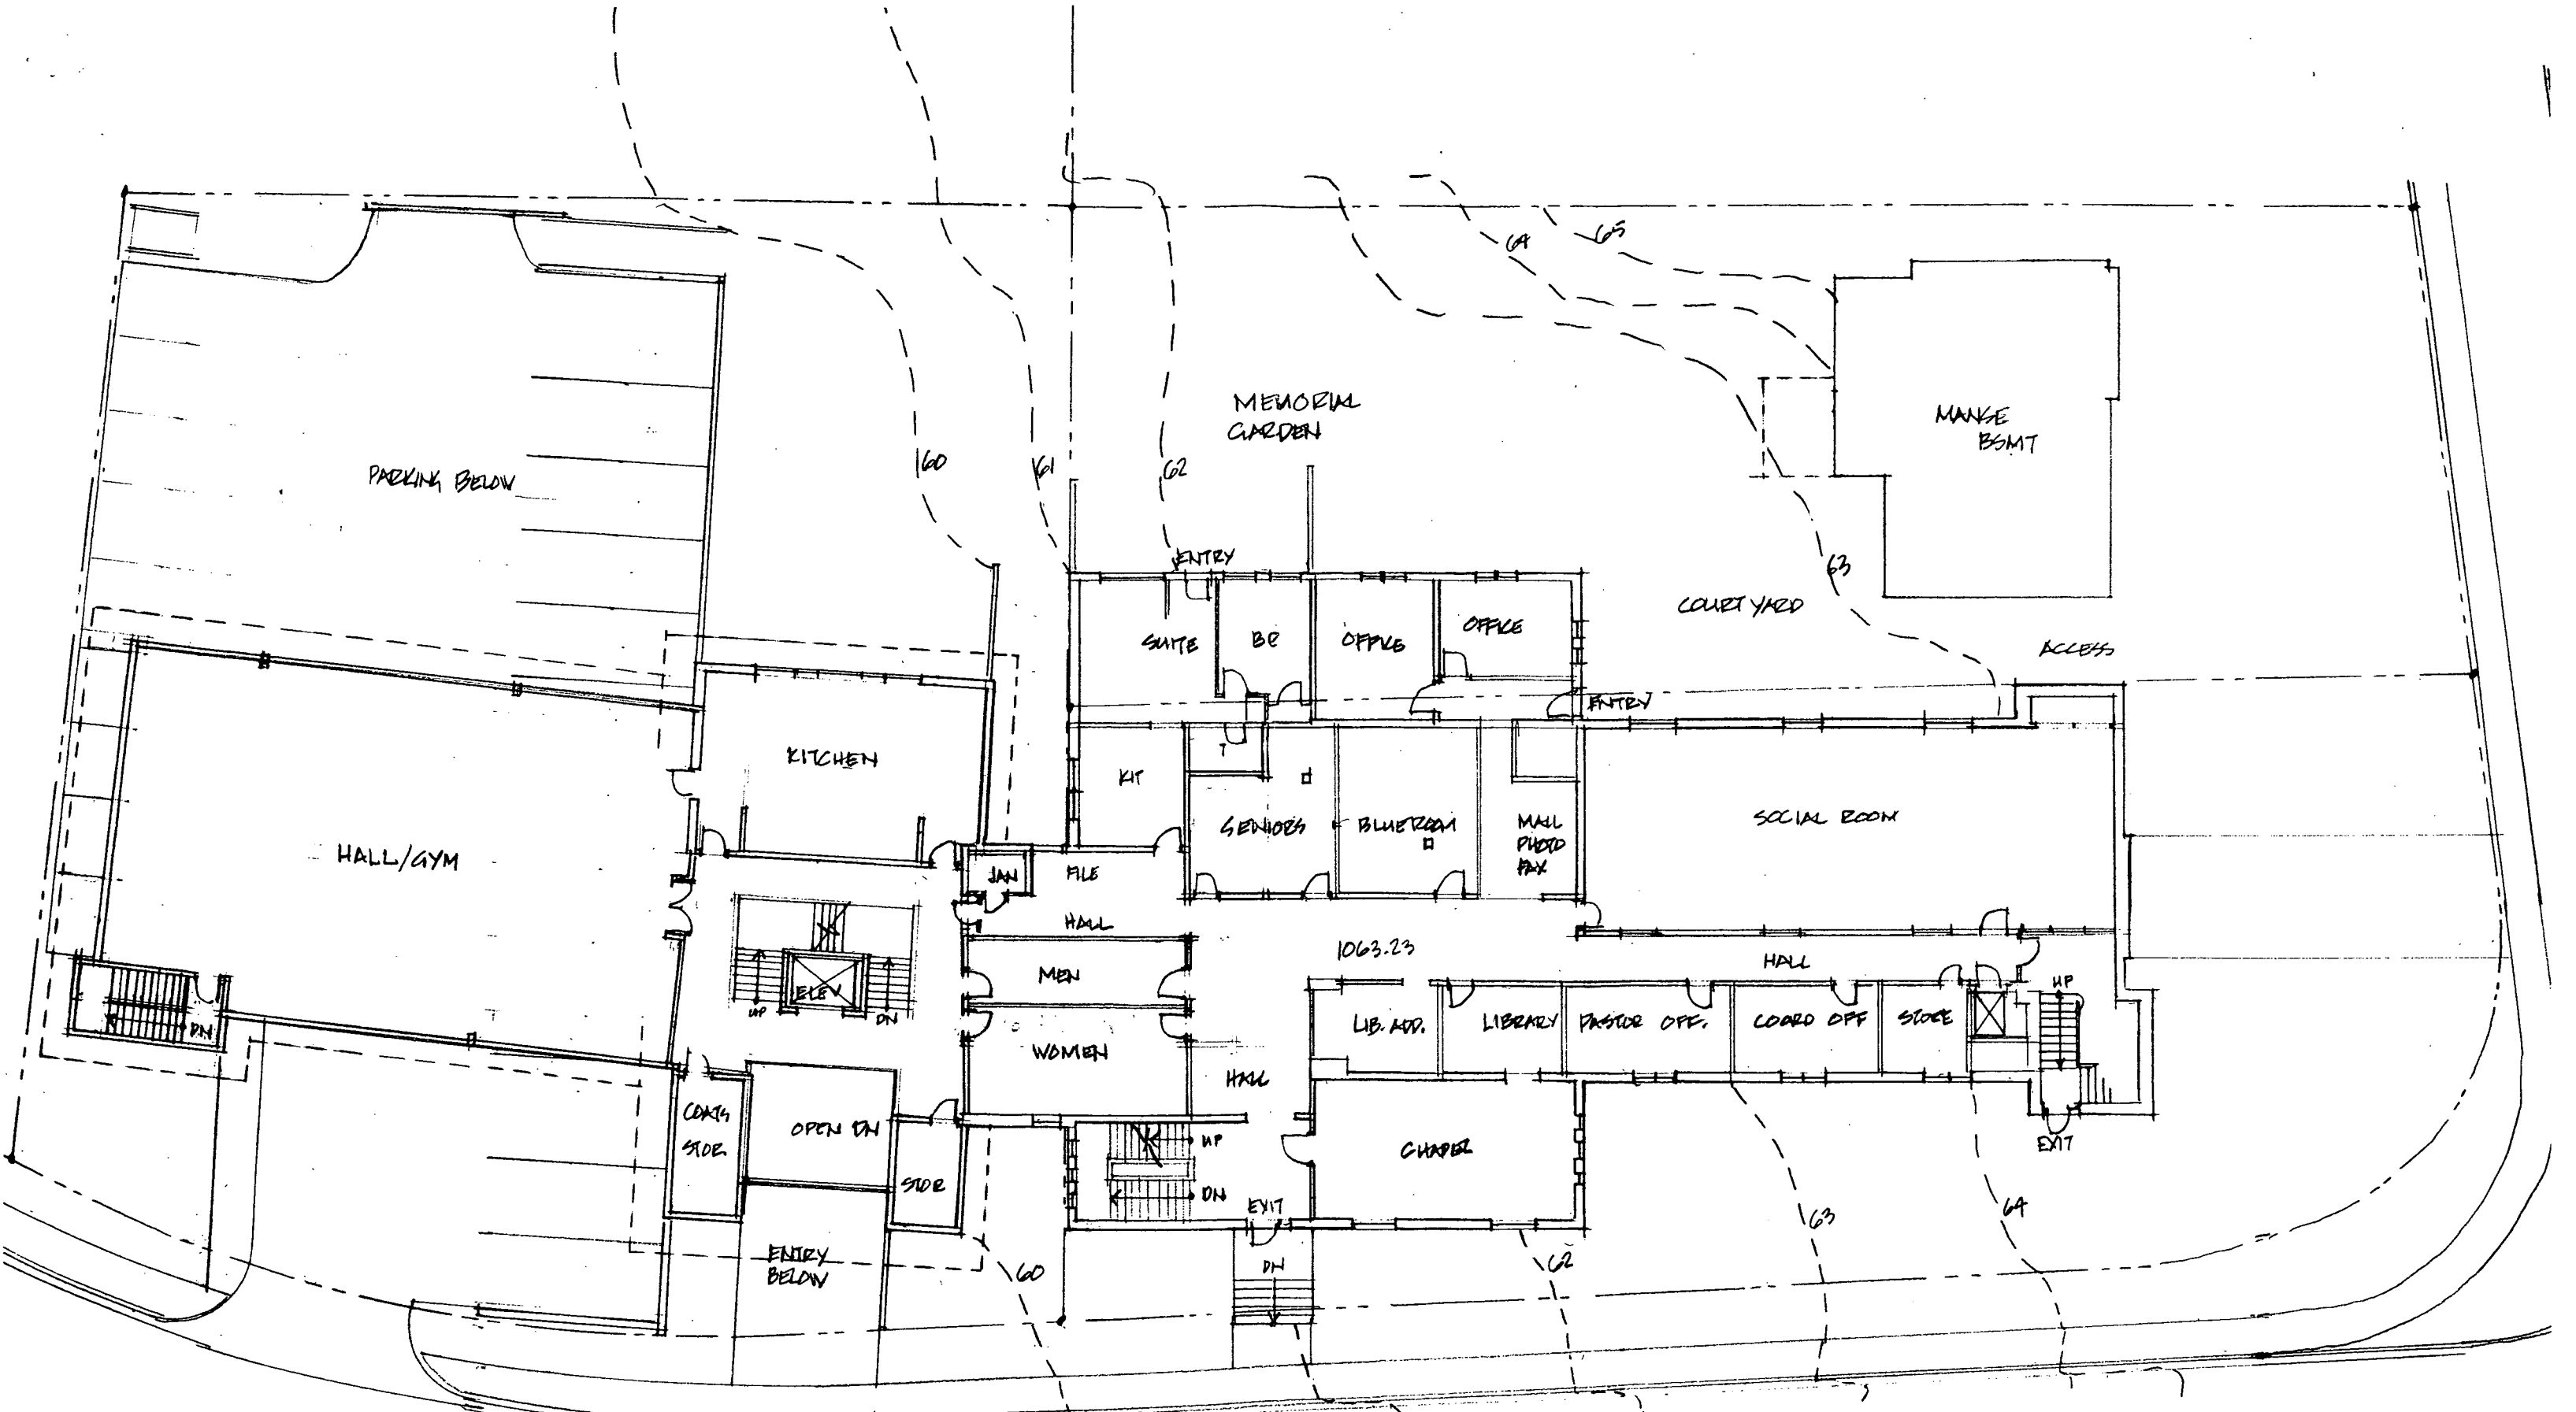 64
65
MEMORIAL
GARDEN
MANSE
BSMT
60
61
62
PARKING BELOW
ENTRY
63
COURTYARD
SUITE
BR
OFFICE
OFFICE
ACCESS
ENTRY
KITCHEN
T
KIT
SENIORS
BLUEROOM
MAIL
PHOTO
FAX
SOCIAL ROOM
HALL/GYM
JAN
FILE
HALL
1063.23
HALL
MEN
UP
ELEV
UP
DN
DN
LIB. ADD.
LIBRARY
PASTOR OFF.
COORD OFF
STORE
WOMEN
HALL
COATS
STOR
OPEN DN
UP
CHAPEL
EXIT
STOR
DN
EXIT
64
63
ENTRY
BELOW
60
DN
62